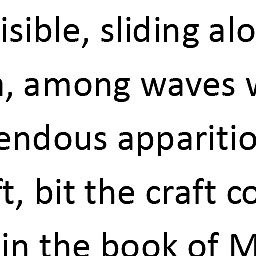 isible, sliding alo
, among waves
endous apparitio
ft, bit the craft co
in the book of M